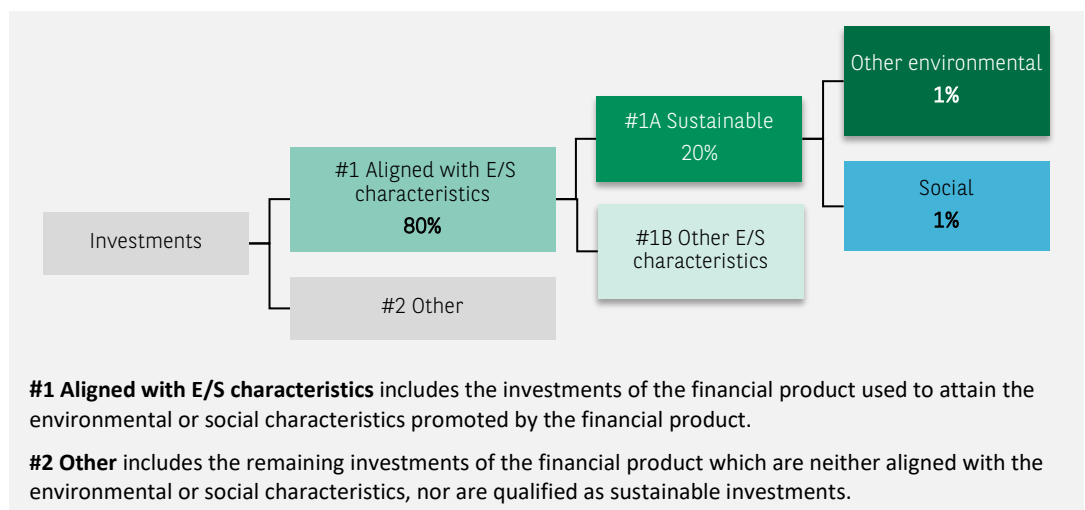 Other environmental
1%
#1A Sustainable
20%
#1 Aligned with E/S
characteristics
80%
Social
1%
Investments
#1B Other E/S
characteristics
#2 Other
#1 Aligned with E/S characteristics includes the investments of the financial product used to attain the
environmental or social characteristics promoted by the financial product.
#2 Other includes the remaining investments of the financial product which are neither aligned with the
environmental or social characteristics, nor are qualified as sustainable investments.